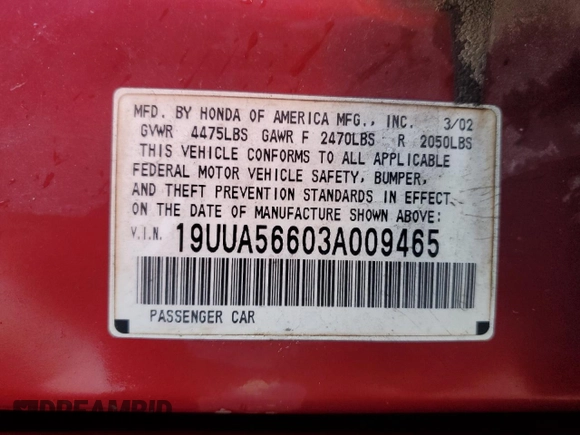 MFD. BY HONDA OF AMERICA MFG., INC. 3/02
GVWR 4475LBS GAWR F 2470LBS R 2050LBS
THIS VEHICLE CONFORMS TO ALL APPLICABLE
FEDERAL MOTOR VEHICLE SAFETY, BUMPER,
AND THEFT PREVENTION STANDARDS IN EFFECT
ON THE DATE OF MANUFACTURE SHOWN ABOVE:
V.I.N. 19UUA56603A009465
PASSENGER CAR
DREAMBID